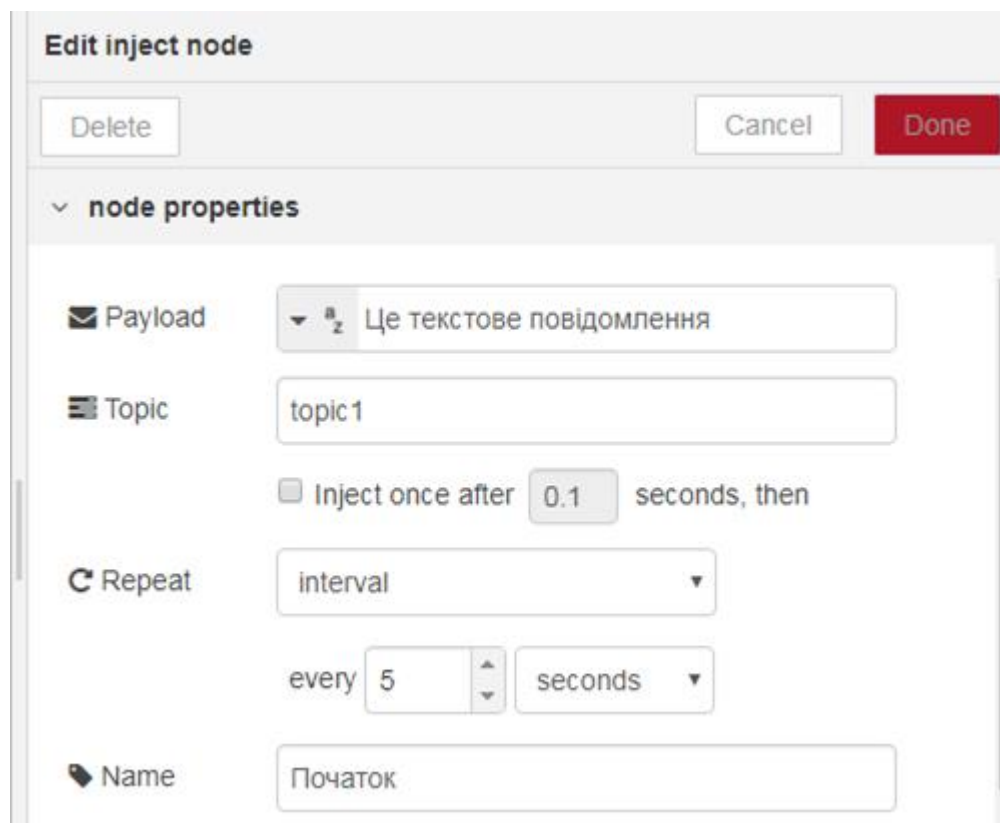 Edit inject node
Delete Cancel Done
node properties
Payload az Це текстове повідомлення
Topic topic1
Inject once after 0.1 seconds, then
Repeat interval
every 5 seconds
Name Початок